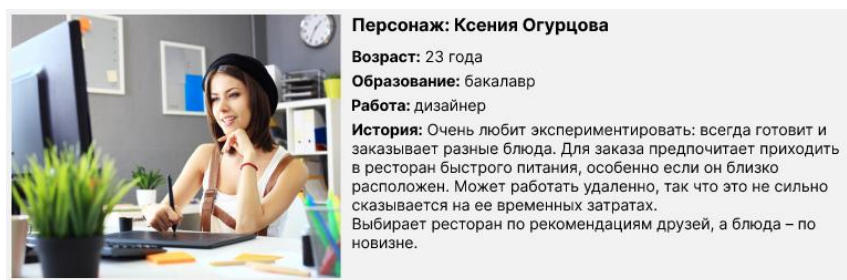 Персонаж: Ксения Огурцова
Возраст: 23 года
Образование: бакалавр
Работа: дизайнер
История: Очень любит экспериментировать: всегда готовит и
заказывает разные блюда. Для заказа предпочитает приходить
в ресторан быстрого питания, особенно если он близко
расположен. Может работать удаленно, так что это не сильно
сказывается на ее временных затратах.
Выбирает ресторан по рекомендациям друзей, а блюда – по
новизне.